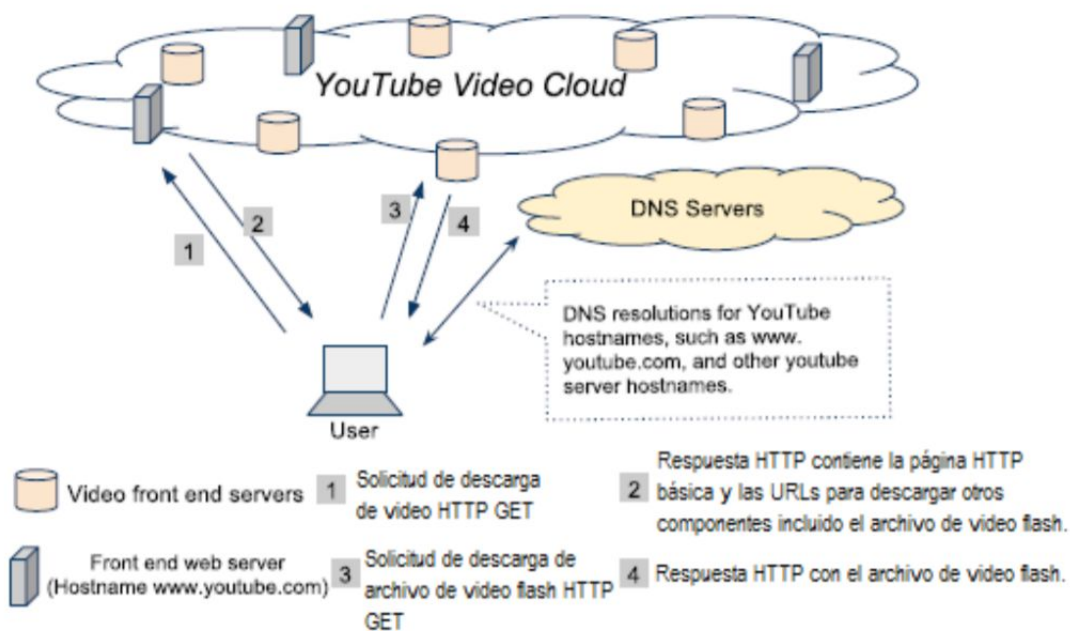 YouTube Video Cloud
DNS Servers
3
4
2
1
DNS resolutions for YouTube
hostnames, such as www.
youtube.com, and other youtube
server hostnames.
User
Video front end servers
1
Solicitud de descarga
de video HTTP GET
2
Respuesta HTTP contiene la página HTTP
básica y las URLs para descargar otros
componentes incluido el archivo de video flash.
Front end web server
(Hostname www.youtube.com)
3
Solicitud de descarga de
archivo de video flash HTTP
GET
4
Respuesta HTTP con el archivo de video flash.